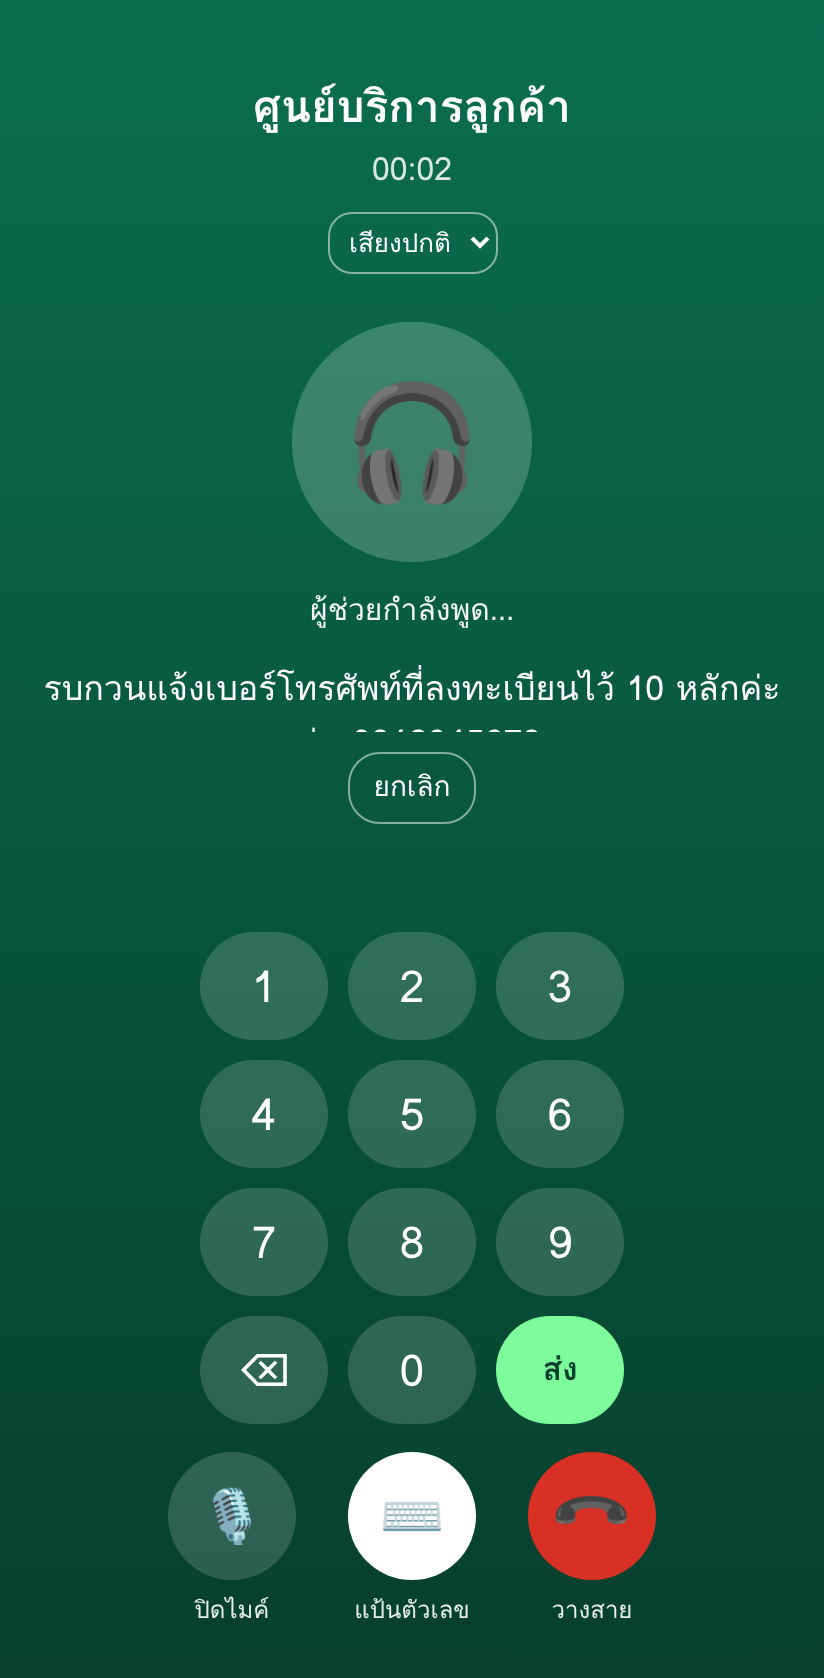 ศูนย์บริการลูกค้า
00:02
เสียงปกติ
ผู้ช่วยกำลังพูด...
รบกวนแจ้งเบอร์โทรศัพท์ที่ลงทะเบียนไว้ 10 หลักค่ะ
ยกเลิก
1 2 3
4 5 6
7 8 9
0 ส่ง
ปิดไมค์ แป้นตัวเลข วางสาย